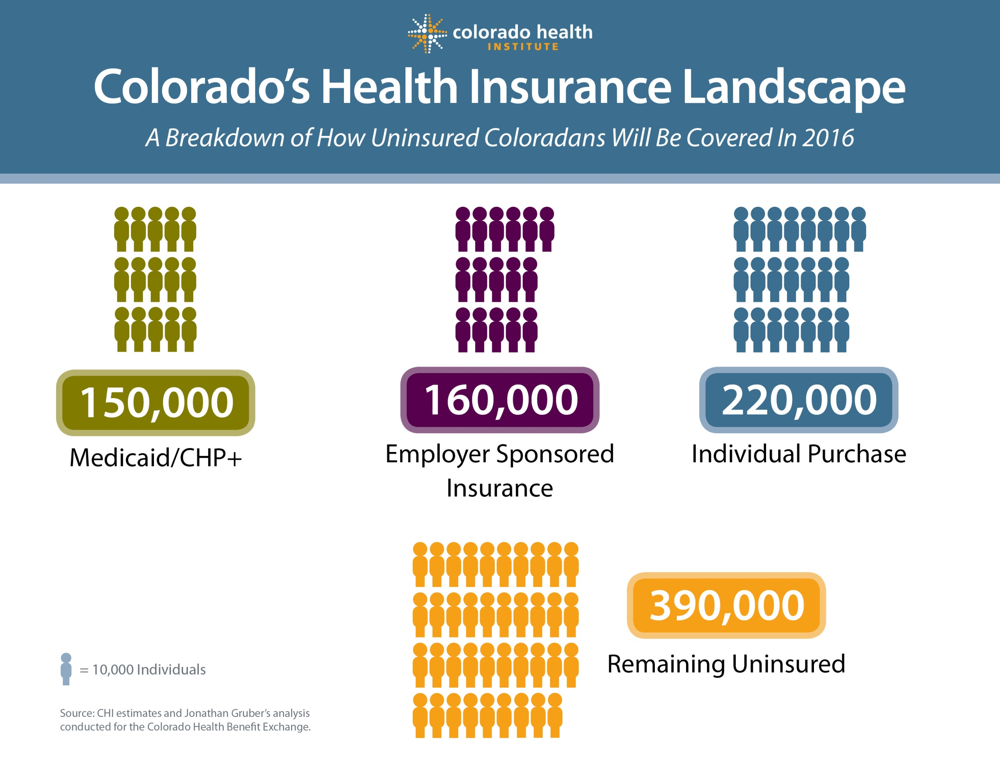 colorado health
INSTITUTE
Colorado’s Health Insurance Landscape
A Breakdown of How Uninsured Coloradans Will Be Covered In 2016
150,000
Medicaid/CHP+
160,000
Employer Sponsored
Insurance
220,000
Individual Purchase
390,000
Remaining Uninsured
= 10,000 Individuals
Source: CHI estimates and Jonathan Gruber’s analysis
conducted for the Colorado Health Benefit Exchange.